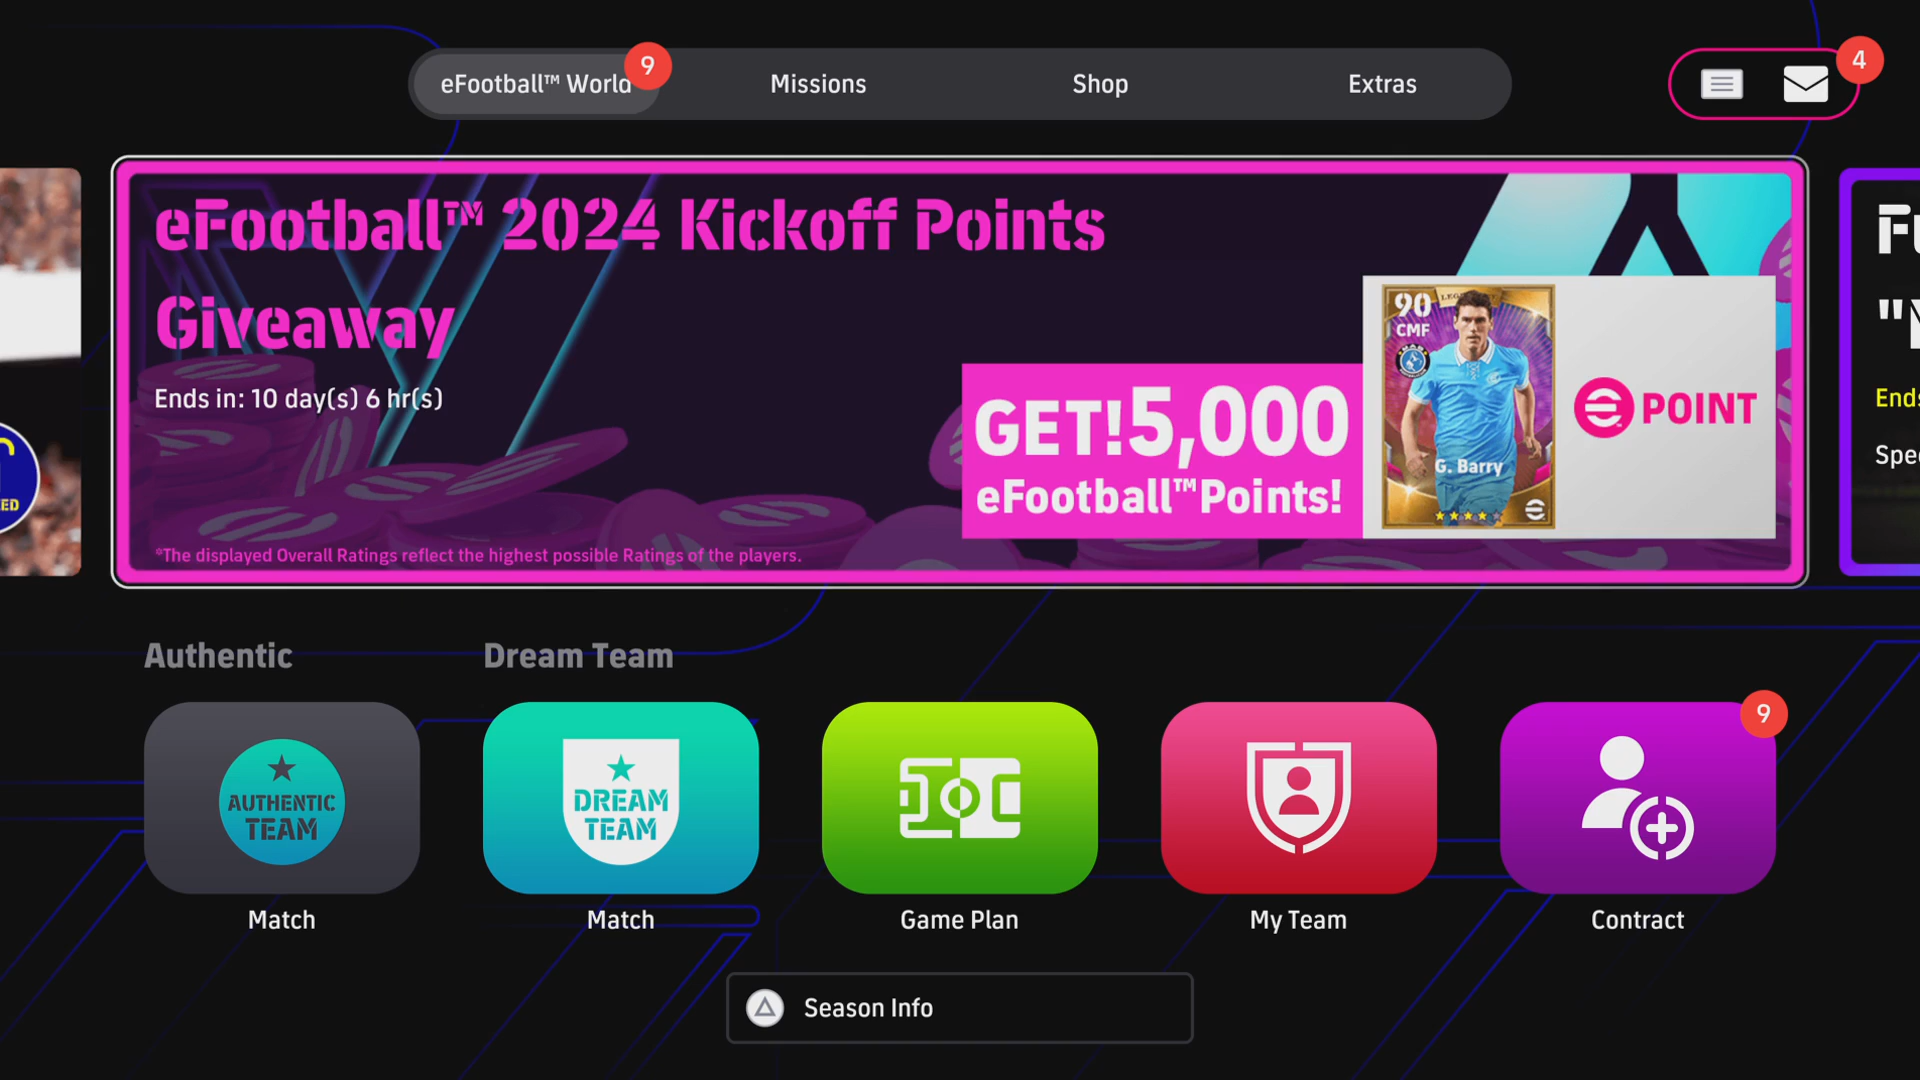 eFootball™ World
9
Missions
Shop
Extras
4
eFootball™ 2024 Kickoff Points
Giveaway
Ends in: 10 day(s) 6 hr(s)
GET!5,000
eFootball™Points!
90
CMF
G. Barry
POINT
*The displayed Overall Ratings reflect the highest possible Ratings of the players.
Ends
Spe
Authentic
Dream Team
AUTHENTIC
TEAM
DREAM
TEAM
9
Match
Match
Game Plan
My Team
Contract
Season Info